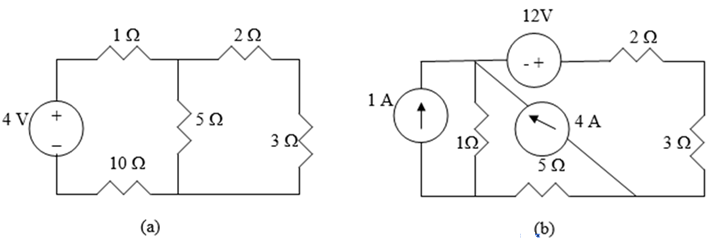 12V
1 Ω 2 Ω 2 Ω
- +
4 V + − 5 Ω 3 Ω 1 A 1Ω 4 A 3 Ω
10 Ω 5 Ω
(a) (b)